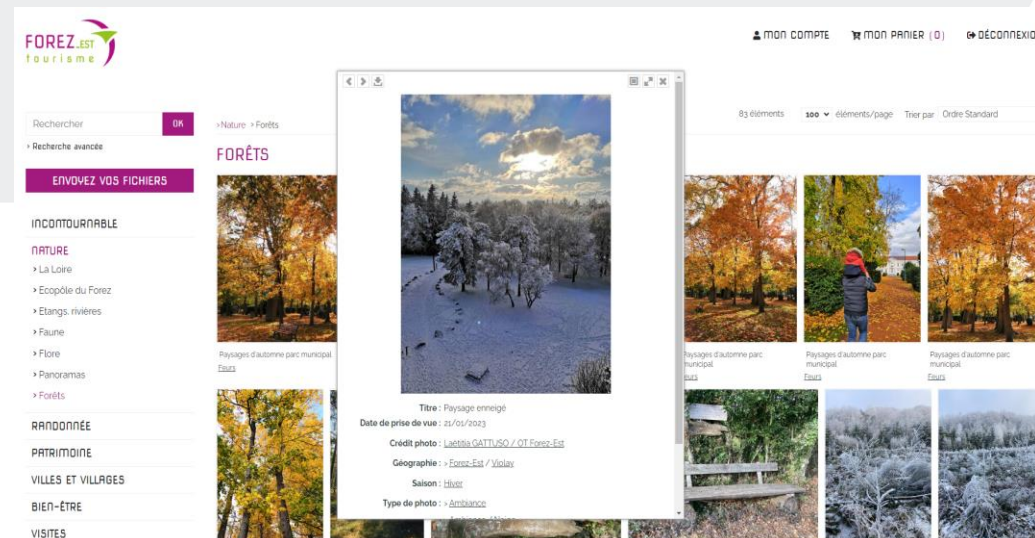 FOREZ.EST
tourisme
MON COMPTE
MON PANIER (0)
DÉCONNEXIO
Rechercher
OK
› Recherche avancée
ENVOYEZ VOS FICHIERS
INCONTOURNABLE
NATURE
› La Loire
› Ecopôle du Forez
› Etangs, rivières
› Faune
› Flore
› Panoramas
› Forêts
RANDONNÉE
PATRIMOINE
VILLES ET VILLAGES
BIEN-ÊTRE
VISITES
› Nature › Forêts
83 éléments 100 éléments/page Trier par Ordre Standard
FORÊTS
Paysages d'automne parc municipal
Feurs
Titre : Paysage enneigé
Date de prise de vue : 21/01/2023
Crédit photo : Laëtitia GATTUSO / OT Forez-Est
Géographie : › Forez-Est / Violay
Saison : Hiver
Type de photo : › Ambiance
Paysages d'automne parc
municipal
Feurs
Paysages d'automne parc
municipal
Feurs
Paysages d'automne parc
municipal
Feurs